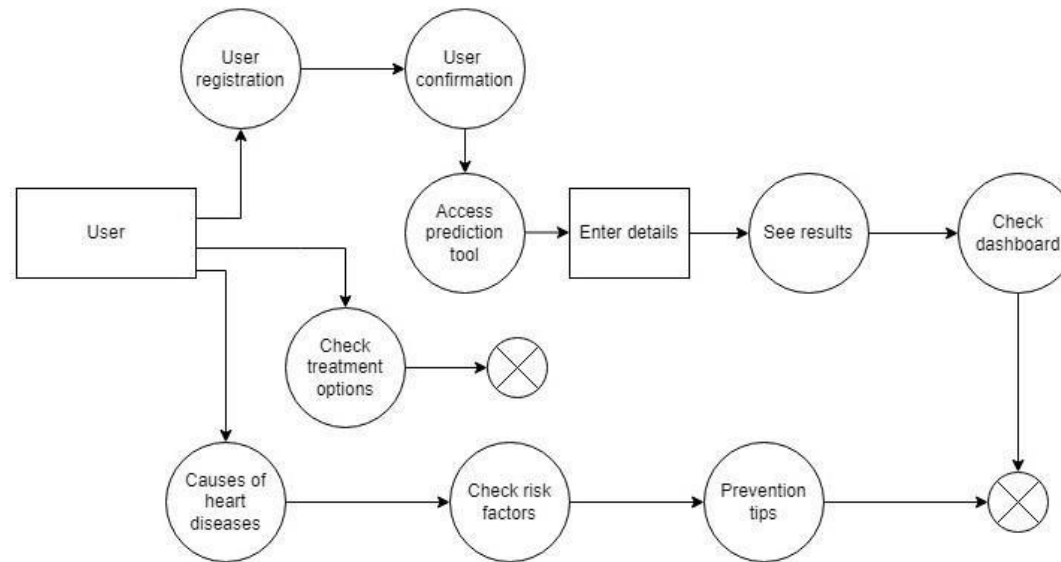 User
registration
User
confirmation
User
Access
prediction
tool
Enter details
See results
Check
dashboard
Check
treatment
options
Causes of
heart
diseases
Check risk
factors
Prevention
tips